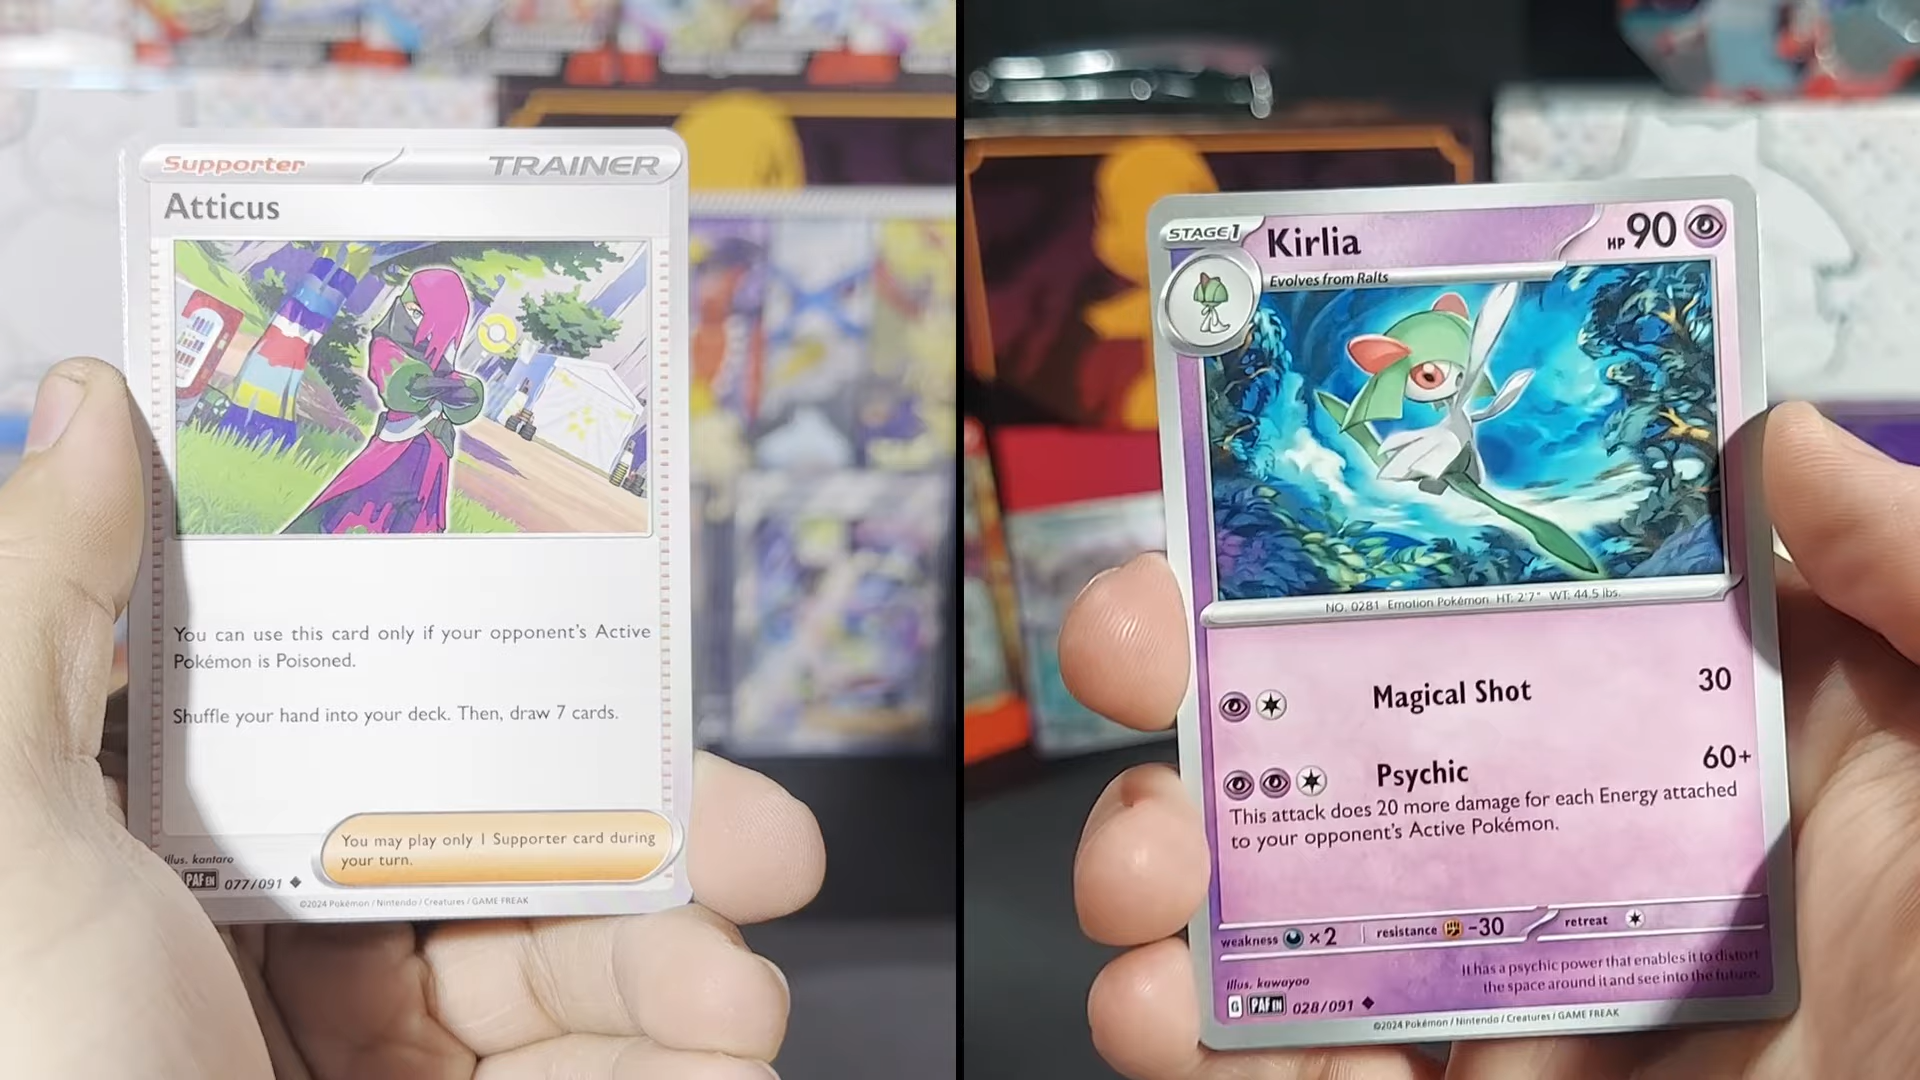 Supporter
TRAINER
Atticus
You can use this card only if your opponent's Active
Pokémon is Poisoned.
Shuffle your hand into your deck. Then, draw 7 cards.
You may play only 1 Supporter card during
your turn.
Illus. kantaro
PAF EN 077/091
©2024 Pokémon / Nintendo / Creatures / GAME FREAK
STAGE 1
Kirlia
HP 90
Evolves from Ralts
NO. 0281 Emotion Pokémon HT: 2'7" WT: 44.5 lbs.
Magical Shot 30
Psychic 60+
This attack does 20 more damage for each Energy attached
to your opponent's Active Pokémon.
weakness ×2 resistance -30 retreat
It has a psychic power that enables it to distort
the space around it and see into the future.
Illus. kawayoo
G PAF EN 028/091
©2024 Pokémon / Nintendo / Creatures / GAME FREAK